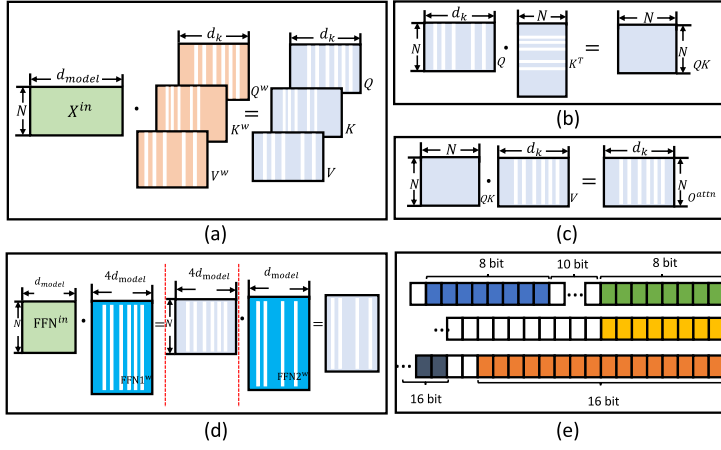 d_k
d_model
N
X^in
·
Q^w
K^w
V^w
=
Q
K
V
(a)
d_k N N
N · = N
Q K^T QK
(b)
N d_k d_k
N · = N
QK V O^attn
(c)
d_model 4d_model 4d_model d_model
N FFN^in · = N · =
FFN1^w FFN2^w
(d)
8 bit 10 bit 8 bit
...
...
...
16 bit 16 bit
(e)